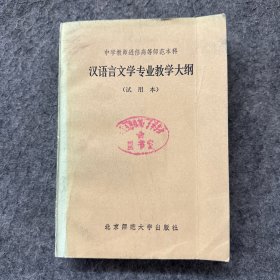 中学教师进修高等师范本科
汉语言文学专业教学大纲
（试用本）
北京师范大学出版社